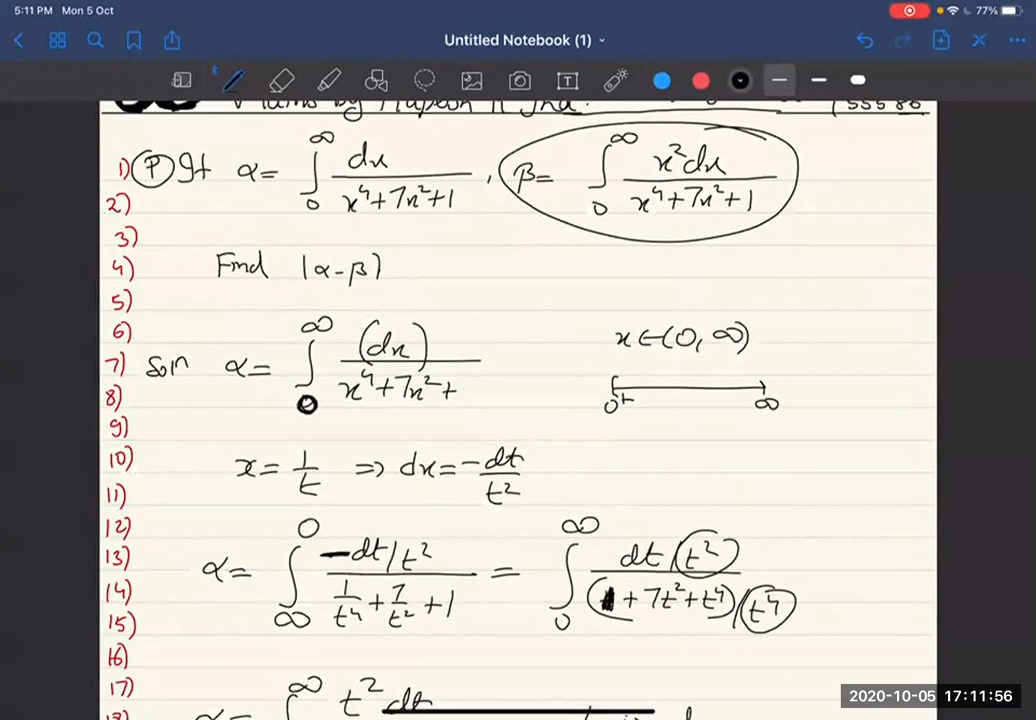 5:11 PM Mon 5 Oct 77%
Untitled Notebook (1)
Rupesh K Jha. 55586
1) (P) If α = ∫₀^∞ dx / (x⁴+7x²+1), β = ∫₀^∞ x²dx / (x⁴+7x²+1)
2)
3)
4) Find |α-β|
5)
6) x∈(0, ∞)
7) Soln α = ∫₀^∞ (dx) / (x⁴+7x²+
8) 0+ ∞
9)
10) x = 1/t ⇒ dx = -dt/t²
11)
12)
13) α = ∫_∞^0 (-dt/t²) / (1/t⁴ + 7/t² + 1) = ∫₀^∞ (dt/t²) / ((1+7t²+t⁴)/t⁴)
14)
15)
16)
17) ∫^∞ t² dt
2020-10-05 17:11:56